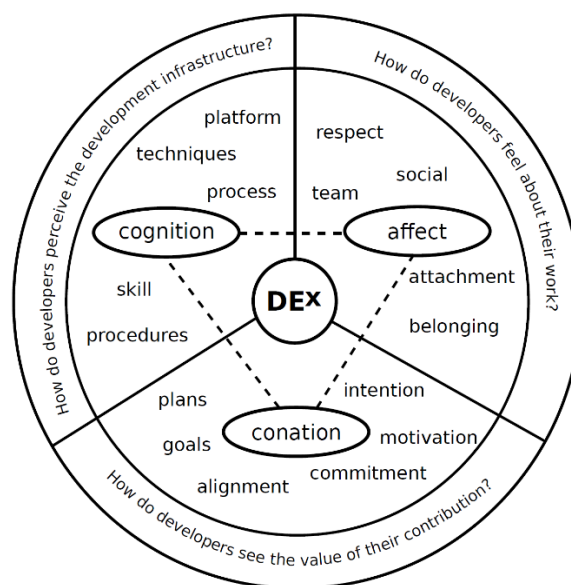 How do developers perceive the development infrastructure?
platform
techniques
process
cognition
skill
procedures
How do developers feel about their work?
respect
social
team
affect
attachment
belonging
DEx
plans
goals
alignment
conation
intention
motivation
commitment
How do developers see the value of their contribution?